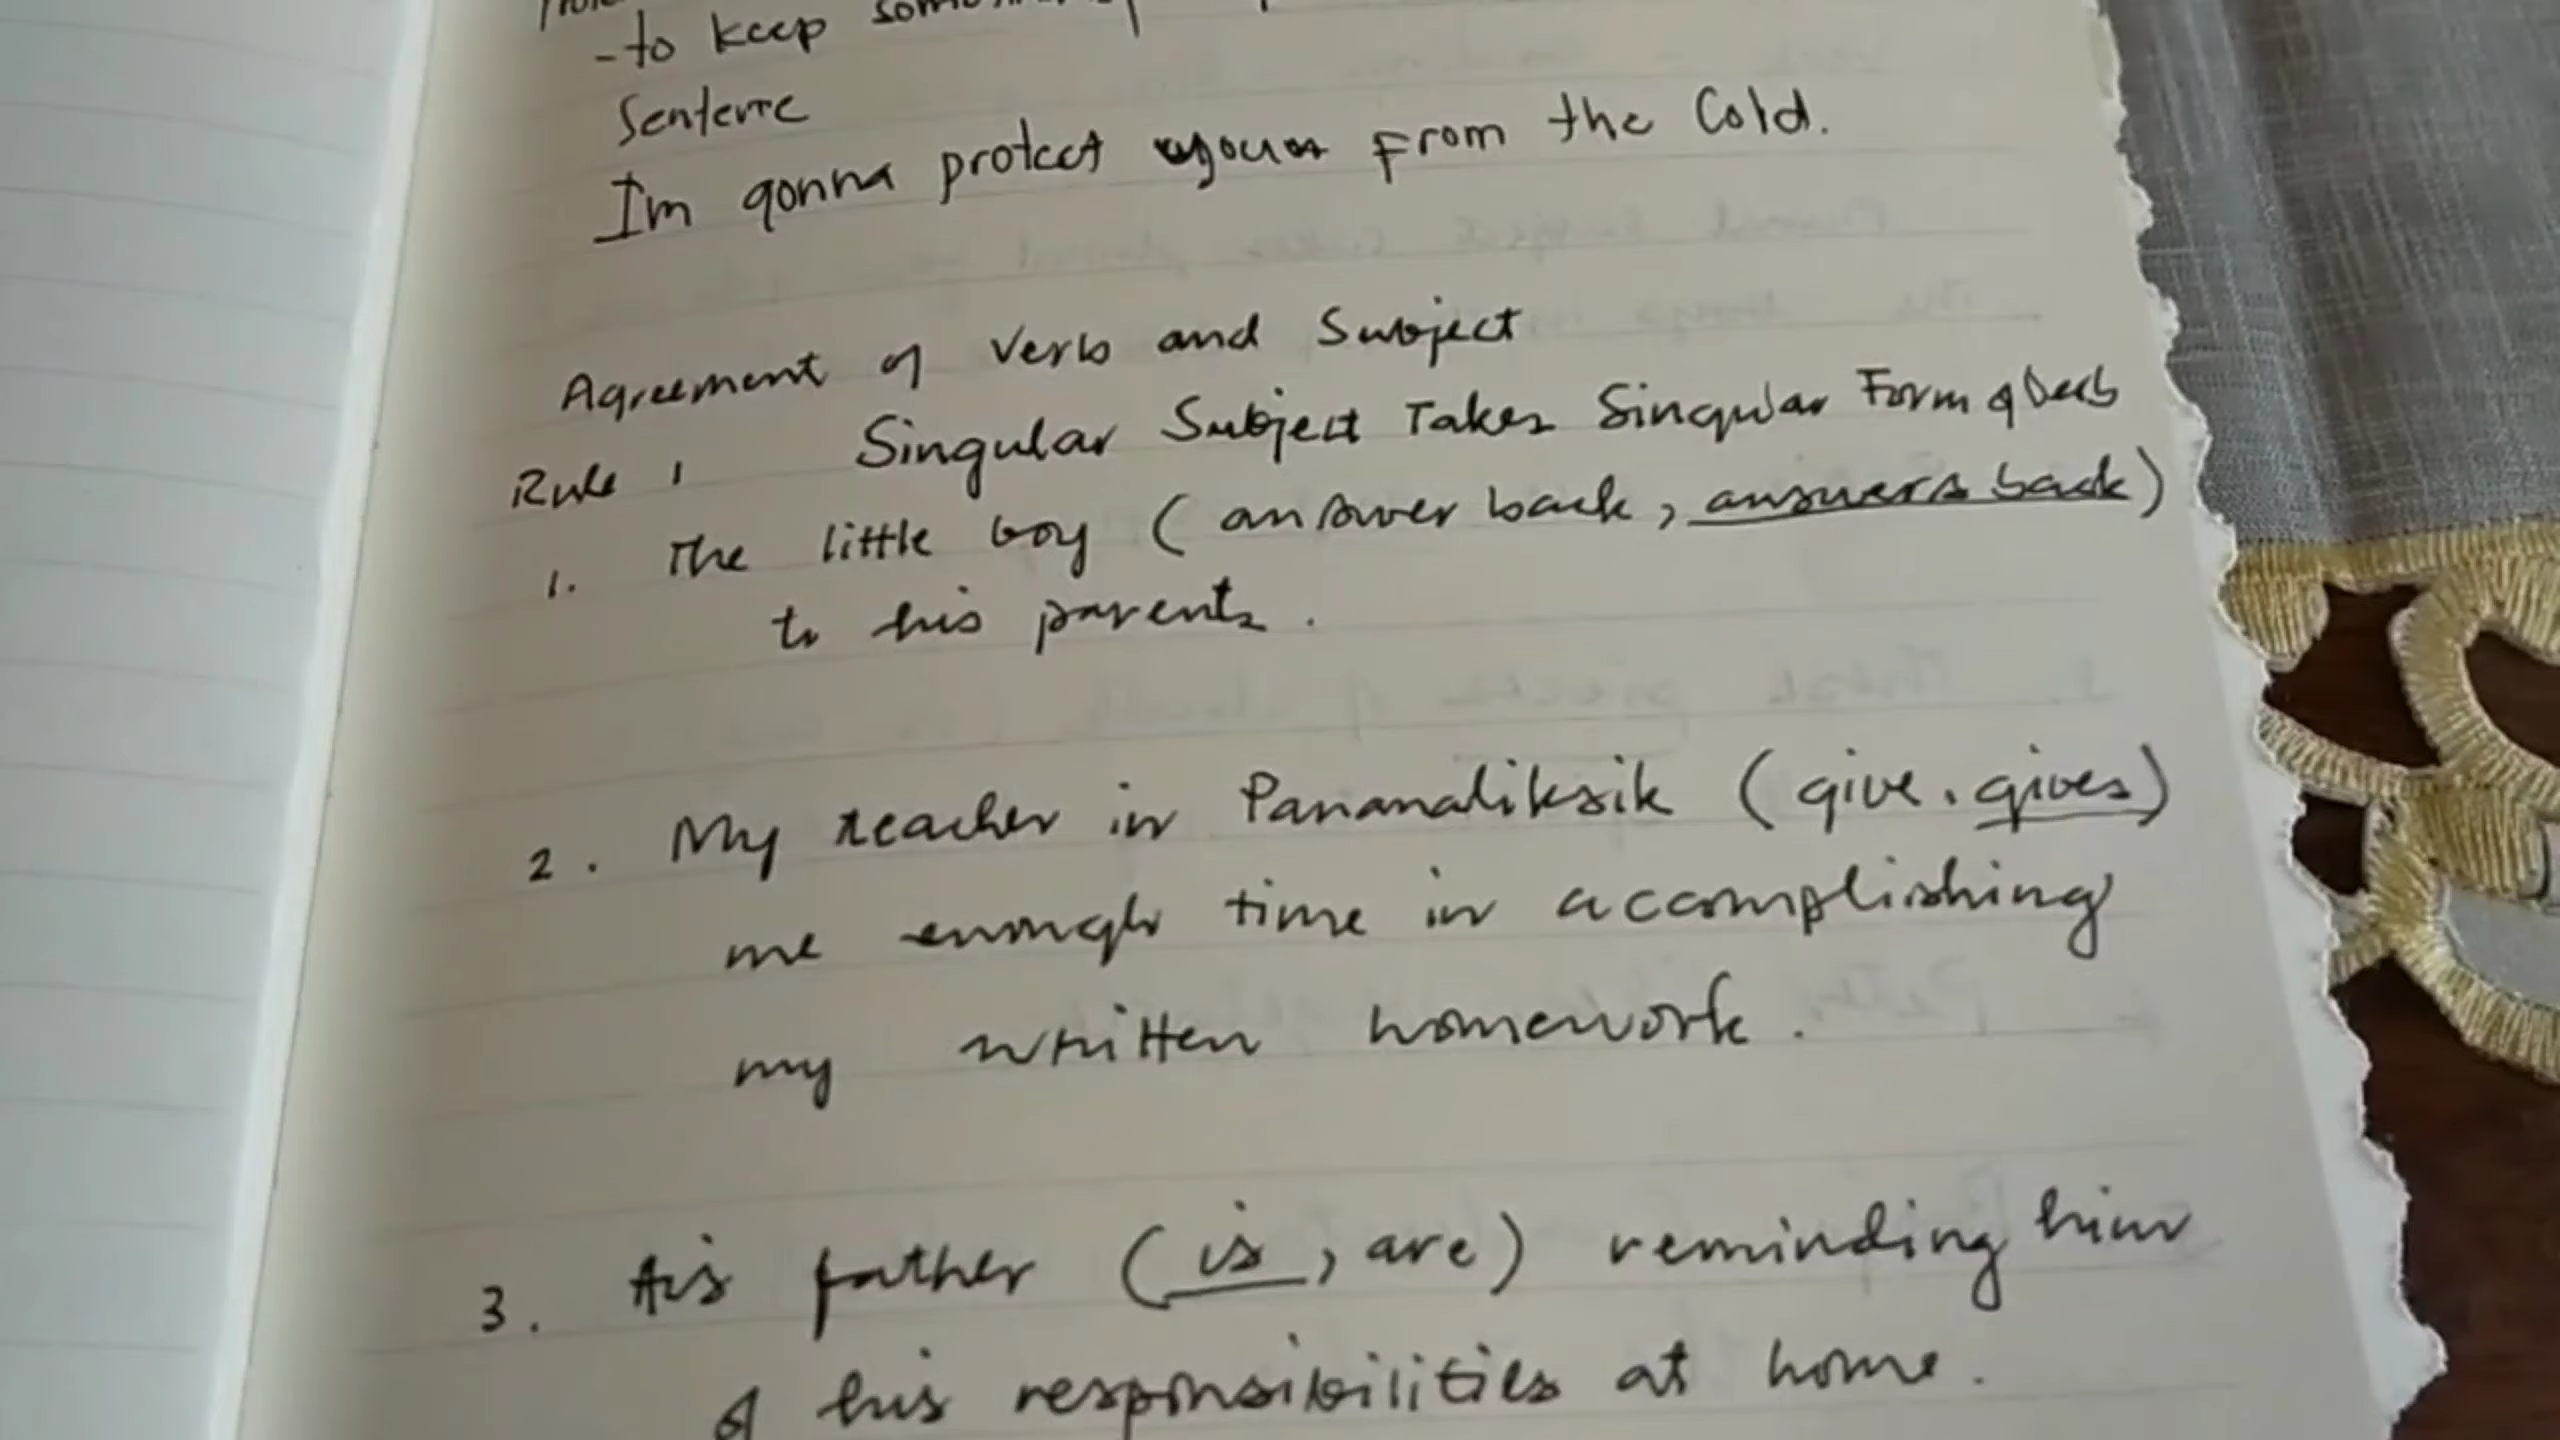 -to keep
Sentence
I'm gonna protect from the Cold.
Agreement of Verb and Subject
Rule 1 Singular Subject Takes Singular Form of Verb
1. The little boy (answer back, answers back)
to his parents.
2. My teacher in Pananaliksik (give, gives)
me enough time in accomplishing
my written homework.
3. His father (is, are) reminding him
of his responsibilities at home.